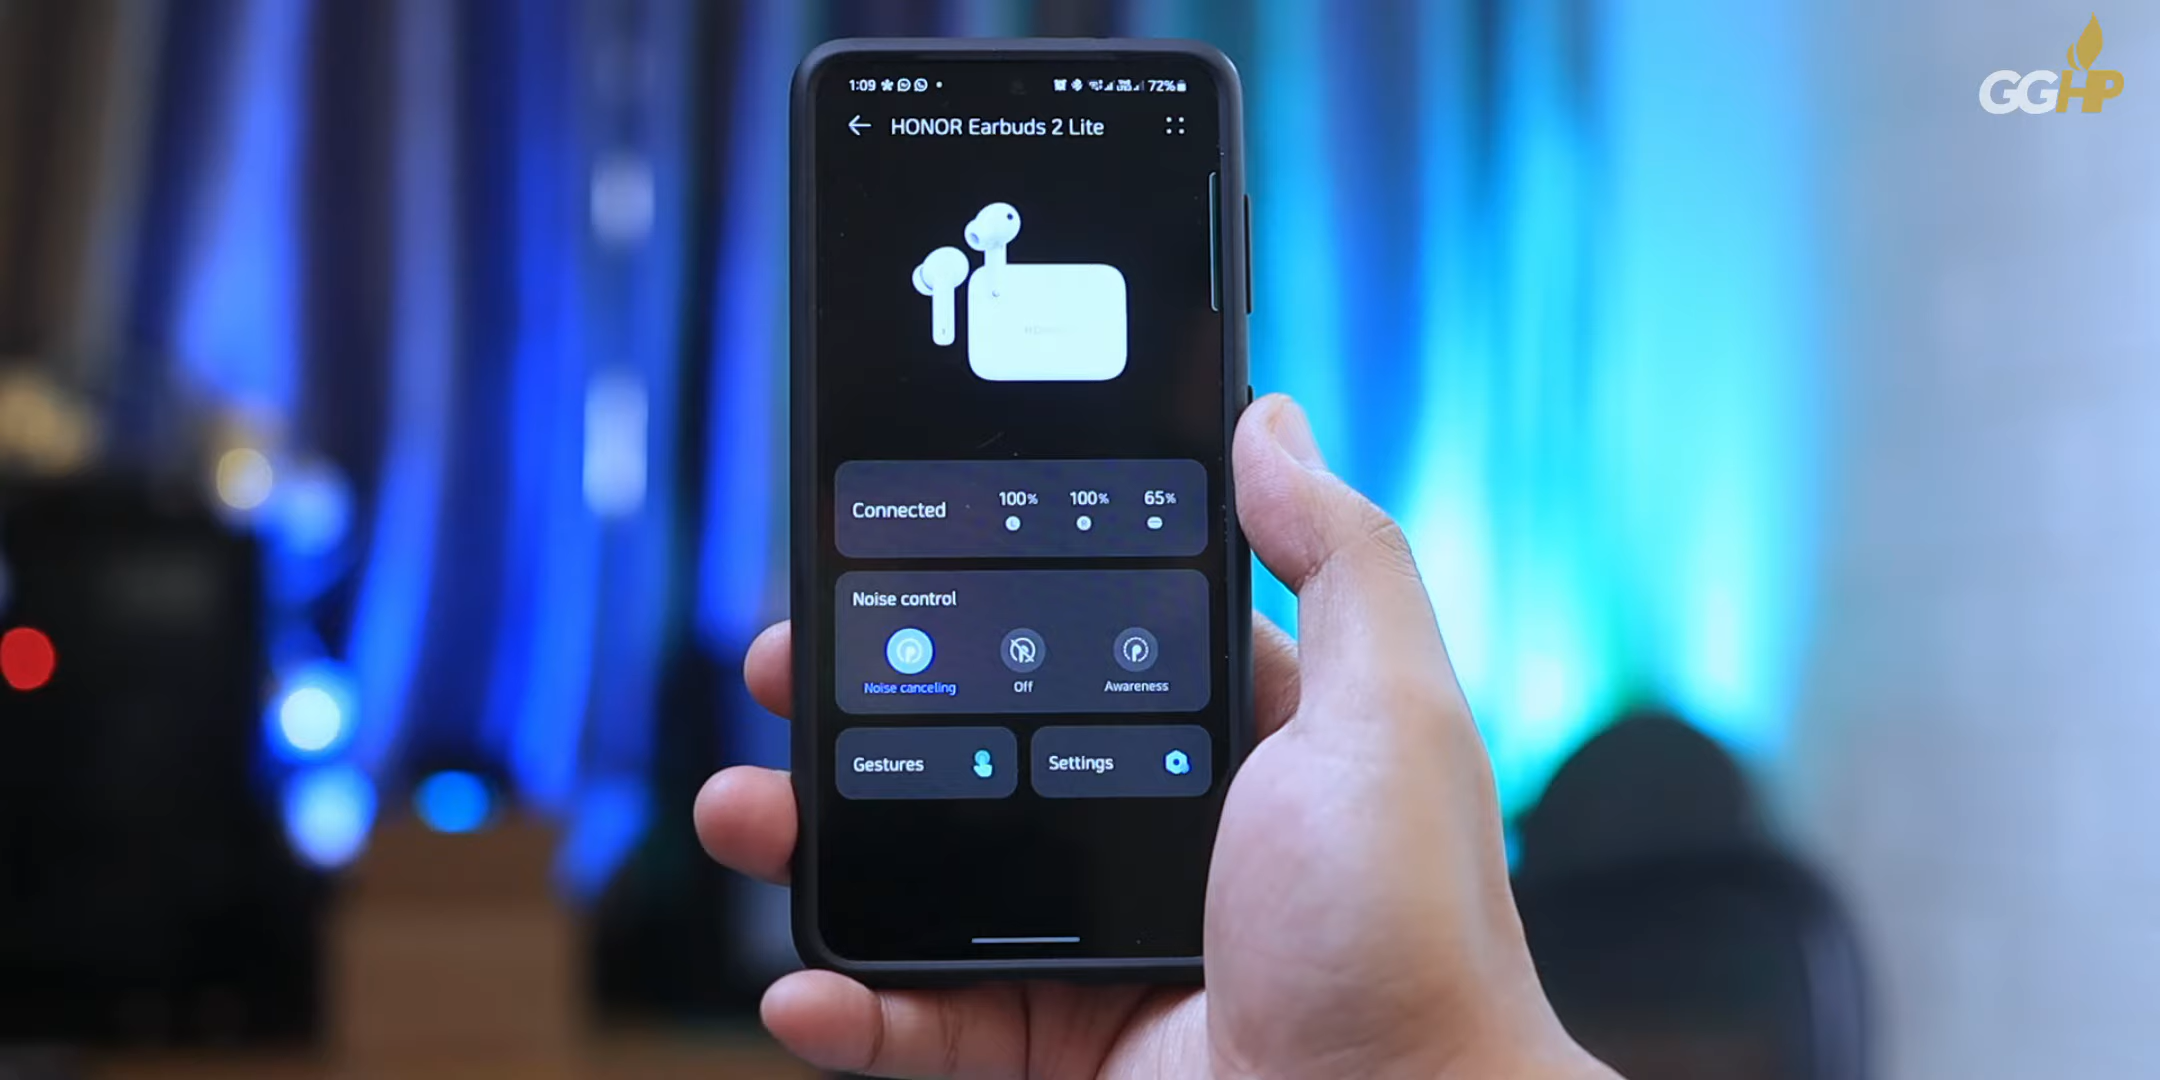 GGHP
1:09 72%
HONOR Earbuds 2 Lite
HONOR
Connected 100% 100% 65%
L R
Noise control
Noise canceling Off Awareness
Gestures Settings